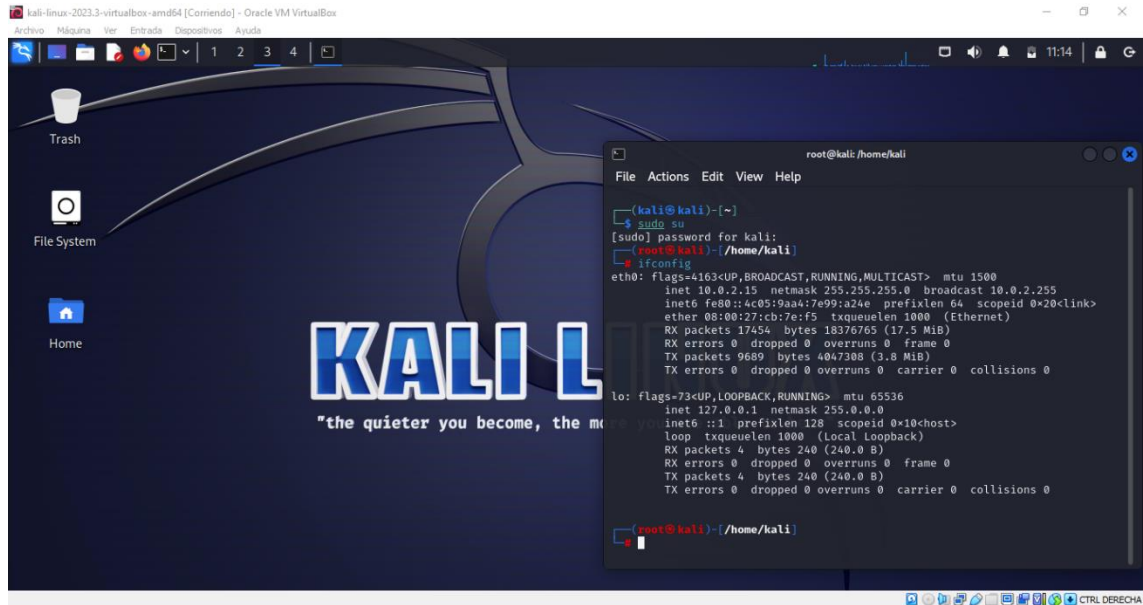 kali-linux-2023.3-virtualbox-amd64 [Corriendo] - Oracle VM VirtualBox
Archivo Máquina Ver Entrada Dispositivos Ayuda
1 2 3 4
11:14
Trash
File System
Home
KALI L
"the quieter you become, the more you
root@kali: /home/kali
File Actions Edit View Help
┌──(kali㉿kali)-[~]
└─$ sudo su
[sudo] password for kali:
┌──(root㉿kali)-[/home/kali]
└─# ifconfig
eth0: flags=4163<UP,BROADCAST,RUNNING,MULTICAST> mtu 1500
inet 10.0.2.15 netmask 255.255.255.0 broadcast 10.0.2.255
inet6 fe80::4c05:9aa4:7e99:a24e prefixlen 64 scopeid 0×20<link>
ether 08:00:27:cb:7e:f5 txqueuelen 1000 (Ethernet)
RX packets 17454 bytes 18376765 (17.5 MiB)
RX errors 0 dropped 0 overruns 0 frame 0
TX packets 9689 bytes 4047308 (3.8 MiB)
TX errors 0 dropped 0 overruns 0 carrier 0 collisions 0
lo: flags=73<UP,LOOPBACK,RUNNING> mtu 65536
inet 127.0.0.1 netmask 255.0.0.0
inet6 ::1 prefixlen 128 scopeid 0×10<host>
loop txqueuelen 1000 (Local Loopback)
RX packets 4 bytes 240 (240.0 B)
RX errors 0 dropped 0 overruns 0 frame 0
TX packets 4 bytes 240 (240.0 B)
TX errors 0 dropped 0 overruns 0 carrier 0 collisions 0
┌──(root㉿kali)-[/home/kali]
└─#
CTRL DERECHA